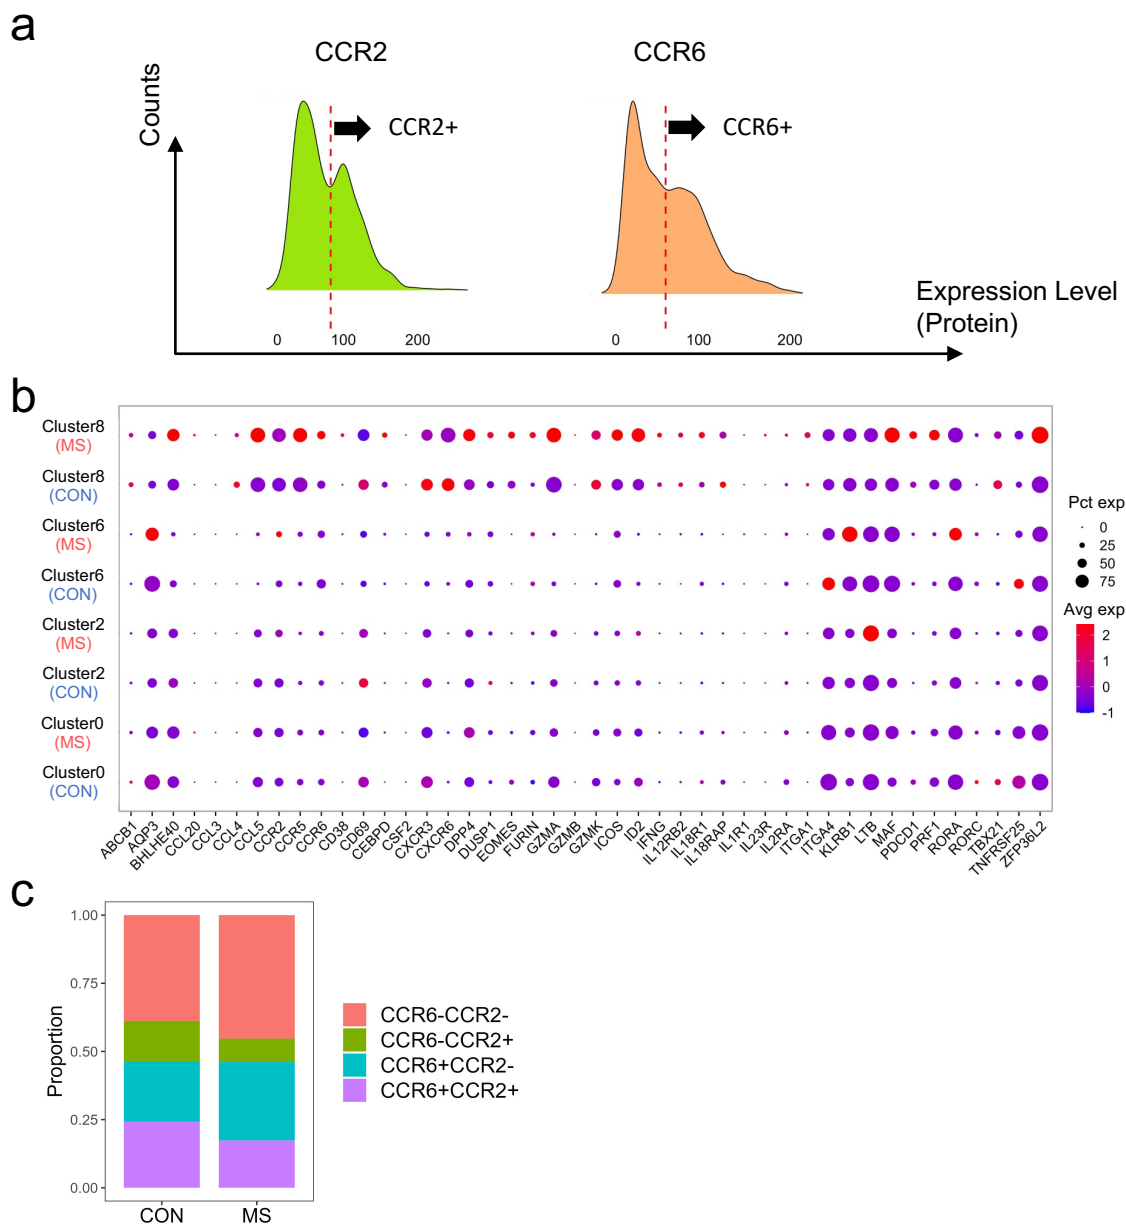 a
CCR2
CCR6
Counts
CCR2+
CCR6+
Expression Level
(Protein)
0 100 200
0 100 200
b
Cluster8
(MS)
Cluster8
(CON)
Cluster6
(MS)
Cluster6
(CON)
Cluster2
(MS)
Cluster2
(CON)
Cluster0
(MS)
Cluster0
(CON)
Pct exp
0
25
50
75
Avg exp
2
1
0
-1
ABCB1
AQP3
BHLHE40
CCL20
CCL3
CCL4
CCL5
CCR2
CCR5
CCR6
CD38
CD69
CEBPD
CSF2
CXCR3
CXCR6
DPP4
DUSP1
EOMES
FURIN
GZMA
GZMB
GZMK
ICOS
ID2
IFNG
IL12RB2
IL18R1
IL18RAP
IL1R1
IL23R
IL2RA
ITGA1
ITGA4
KLRB1
LTB
MAF
PDCD1
PRF1
RORA
RORC
TBX21
TNFRSF25
ZFP36L2
c
Proportion
1.00
0.75
0.50
0.25
0.00
CON
MS
CCR6-CCR2-
CCR6-CCR2+
CCR6+CCR2-
CCR6+CCR2+